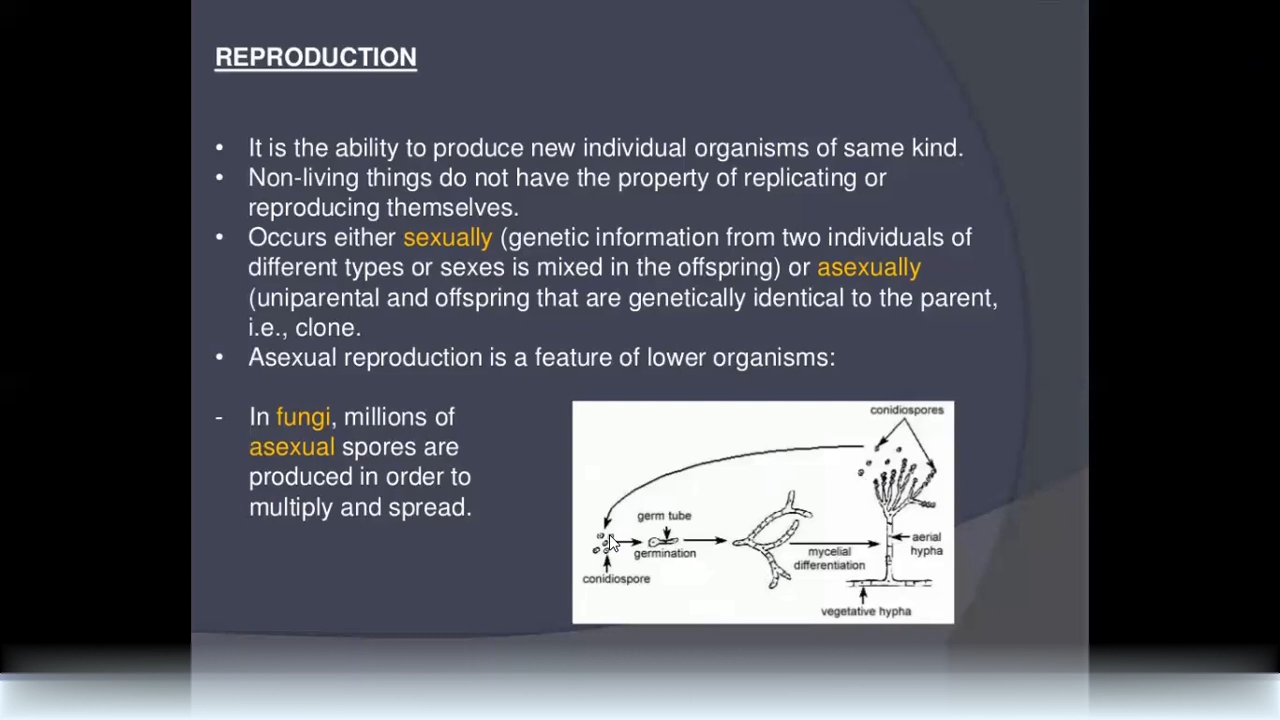 REPRODUCTION
• It is the ability to produce new individual organisms of same kind.
• Non-living things do not have the property of replicating or
reproducing themselves.
• Occurs either sexually (genetic information from two individuals of
different types or sexes is mixed in the offspring) or asexually
(uniparental and offspring that are genetically identical to the parent,
i.e., clone.
• Asexual reproduction is a feature of lower organisms:
- In fungi, millions of
asexual spores are
produced in order to
multiply and spread.
conidiospores
germ tube
germination
conidiospore
mycelial
differentiation
aerial
hypha
vegetative hypha